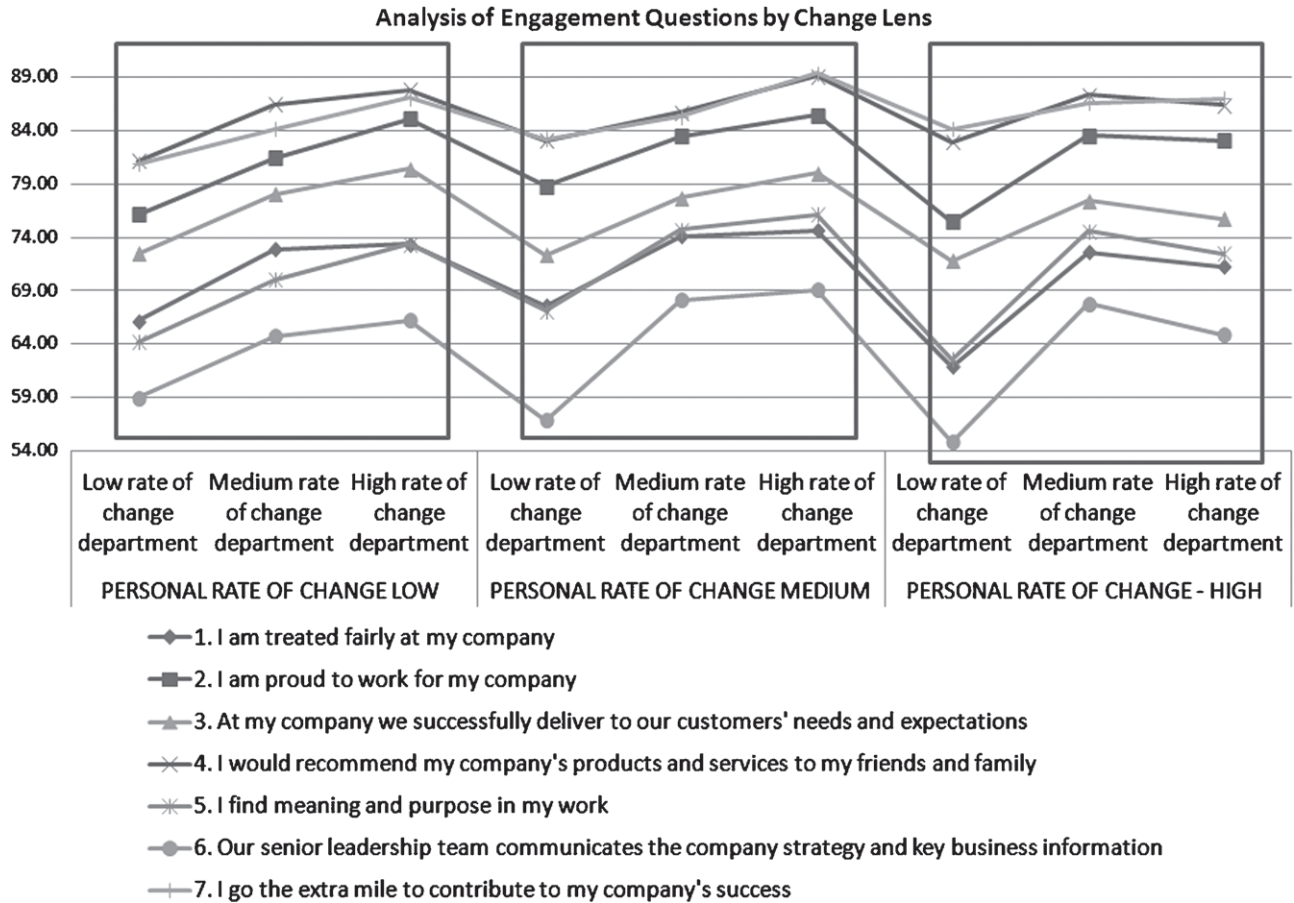 Analysis of Engagement Questions by Change Lens
89.00
84.00
79.00
74.00
69.00
64.00
59.00
54.00
Low rate of change department
Medium rate of change department
High rate of change department
Low rate of change department
Medium rate of change department
High rate of change department
Low rate of change department
Medium rate of change department
High rate of change department
PERSONAL RATE OF CHANGE LOW
PERSONAL RATE OF CHANGE MEDIUM
PERSONAL RATE OF CHANGE - HIGH
1. I am treated fairly at my company
2. I am proud to work for my company
3. At my company we successfully deliver to our customers' needs and expectations
4. I would recommend my company's products and services to my friends and family
5. I find meaning and purpose in my work
6. Our senior leadership team communicates the company strategy and key business information
7. I go the extra mile to contribute to my company's success